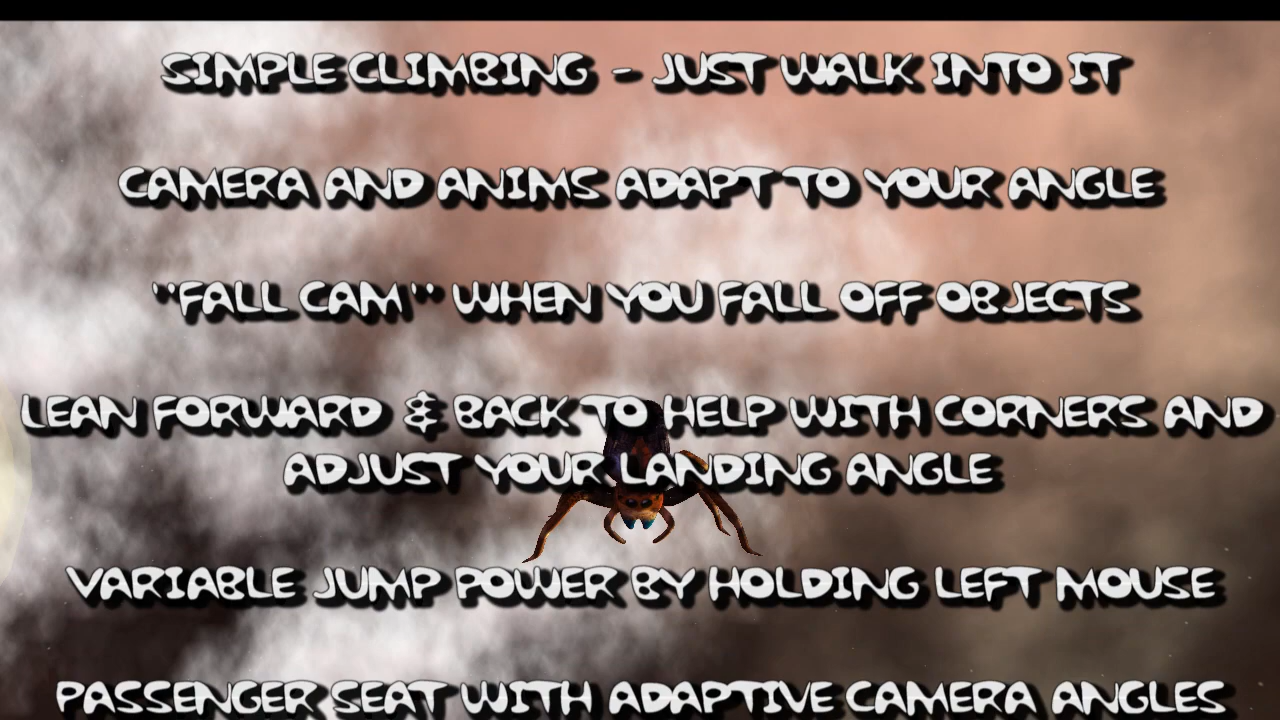 SIMPLE CLIMBING - JUST WALK INTO IT
CAMERA AND ANIMS ADAPT TO YOUR ANGLE
"FALL CAM" WHEN YOU FALL OFF OBJECTS
LEAN FORWARD & BACK TO HELP WITH CORNERS AND
ADJUST YOUR LANDING ANGLE
VARIABLE JUMP POWER BY HOLDING LEFT MOUSE
PASSENGER SEAT WITH ADAPTIVE CAMERA ANGLES